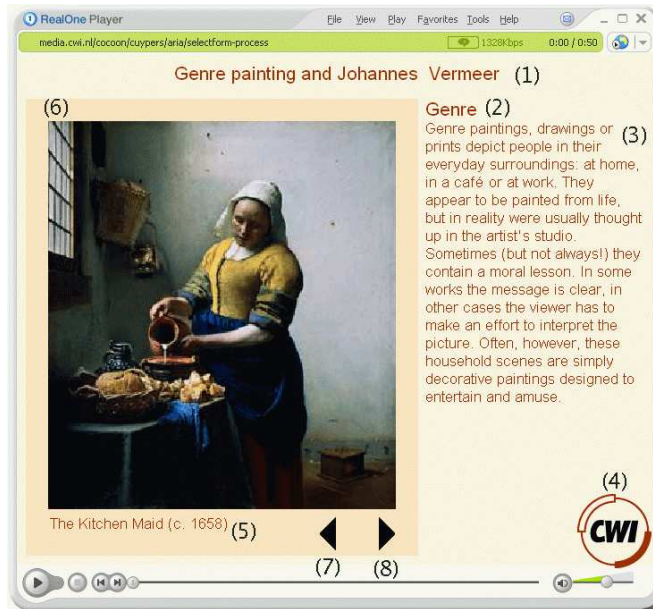 RealOne Player
File View Play Favorites Tools Help
media.cwi.nl/cocoon/cuypers/aria/selectform-process
1328Kbps
0:00 / 0:50
Genre painting and Johannes Vermeer (1)
(6)
Genre (2)
Genre paintings, drawings or
prints depict people in their (3)
everyday surroundings: at home,
in a café or at work. They
appear to be painted from life,
but in reality were usually thought
up in the artist's studio.
Sometimes (but not always!) they
contain a moral lesson. In some
works the message is clear, in
other cases the viewer has to
make an effort to interpret the
picture. Often, however, these
household scenes are simply
decorative paintings designed to
entertain and amuse.
The Kitchen Maid (c. 1658) (5)
(7) (8)
(4)
CWI